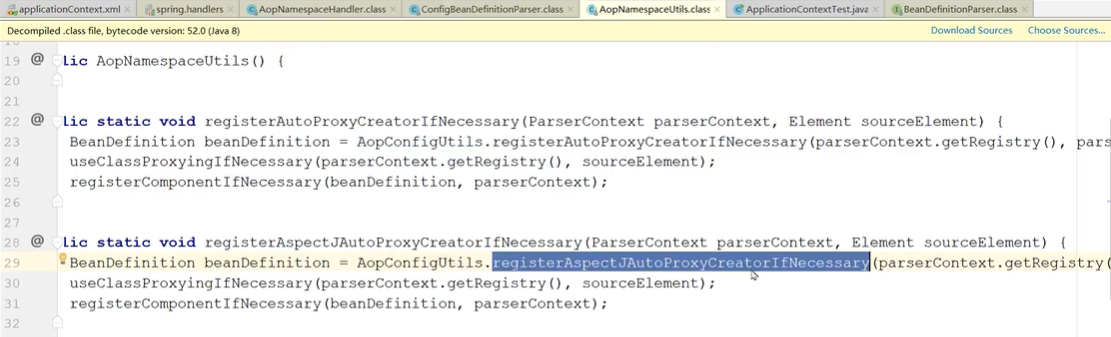 applicationContext.xml spring.handlers AopNamespaceHandler.class ConfigBeanDefinitionParser.class AopNamespaceUtils.class ApplicationContextTest.java BeanDefinitionParser.class
Decompiled .class file, bytecode version: 52.0 (Java 8) Download Sources Choose Sources...
19 @ lic AopNamespaceUtils() {
20
21
22 @ lic static void registerAutoProxyCreatorIfNecessary(ParserContext parserContext, Element sourceElement) {
23 BeanDefinition beanDefinition = AopConfigUtils.registerAutoProxyCreatorIfNecessary(parserContext.getRegistry(), pars
24 useClassProxyingIfNecessary(parserContext.getRegistry(), sourceElement);
25 registerComponentIfNecessary(beanDefinition, parserContext);
26
27
28 @ lic static void registerAspectJAutoProxyCreatorIfNecessary(ParserContext parserContext, Element sourceElement) {
29 BeanDefinition beanDefinition = AopConfigUtils.registerAspectJAutoProxyCreatorIfNecessary(parserContext.getRegistry(
30 useClassProxyingIfNecessary(parserContext.getRegistry(), sourceElement);
31 registerComponentIfNecessary(beanDefinition, parserContext);
32